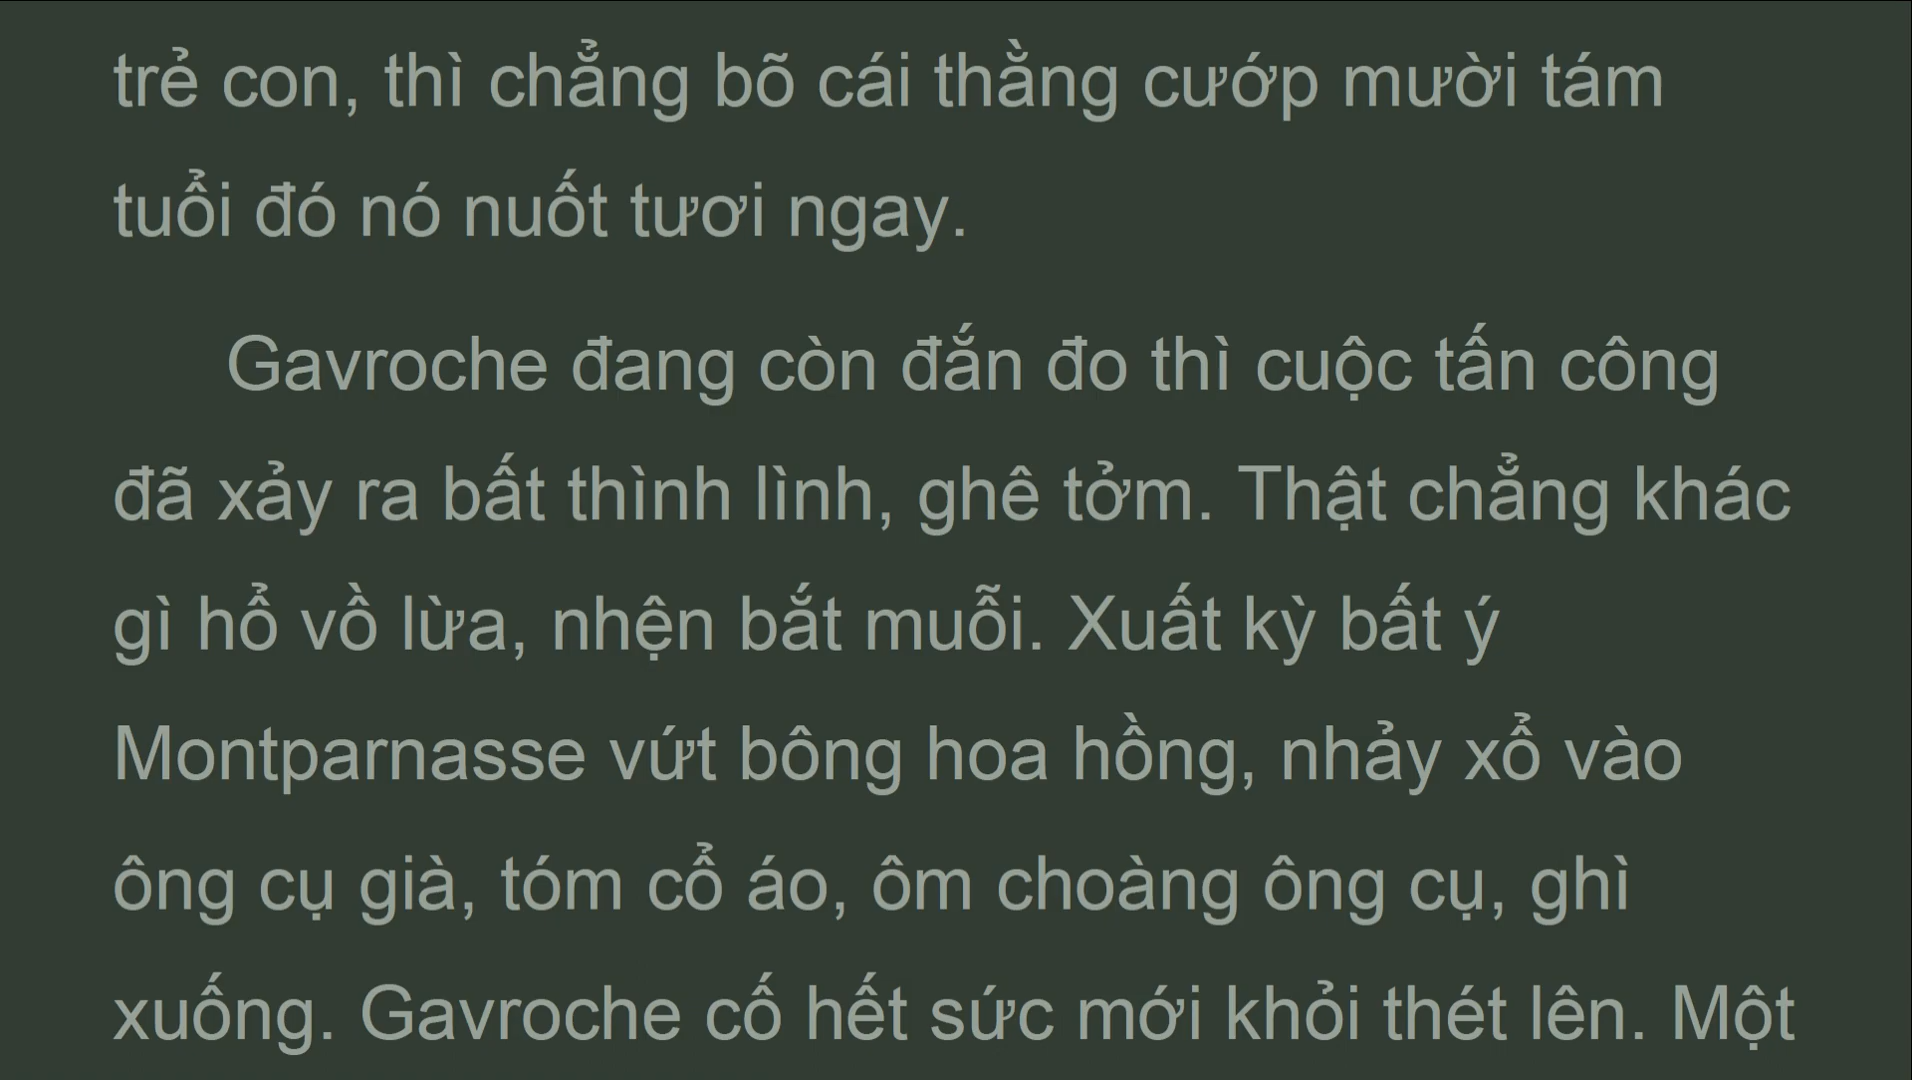 trẻ con, thì chẳng bõ cái thằng cướp mười tám
tuổi đó nó nuốt tươi ngay.
Gavroche đang còn đắn đo thì cuộc tấn công
đã xảy ra bất thình lình, ghê tởm. Thật chẳng khác
gì hổ vồ lừa, nhện bắt muỗi. Xuất kỳ bất ý
Montparnasse vứt bông hoa hồng, nhảy xổ vào
ông cụ già, tóm cổ áo, ôm choàng ông cụ, ghì
xuống. Gavroche cố hết sức mới khỏi thét lên. Một